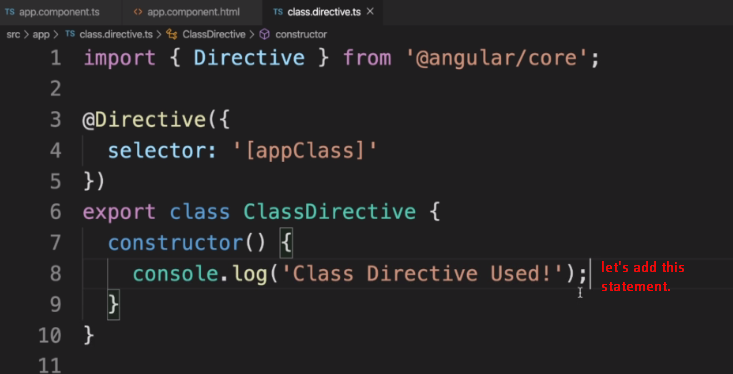 TS app.component.ts <> app.component.html TS class.directive.ts ×
src > app > TS class.directive.ts > ClassDirective > constructor
1 import { Directive } from '@angular/core';
2
3 @Directive({
4 selector: '[appClass]'
5 })
6 export class ClassDirective {
7 constructor() {
8 console.log('Class Directive Used!'); let's add this
statement.
9 }
10 }
11